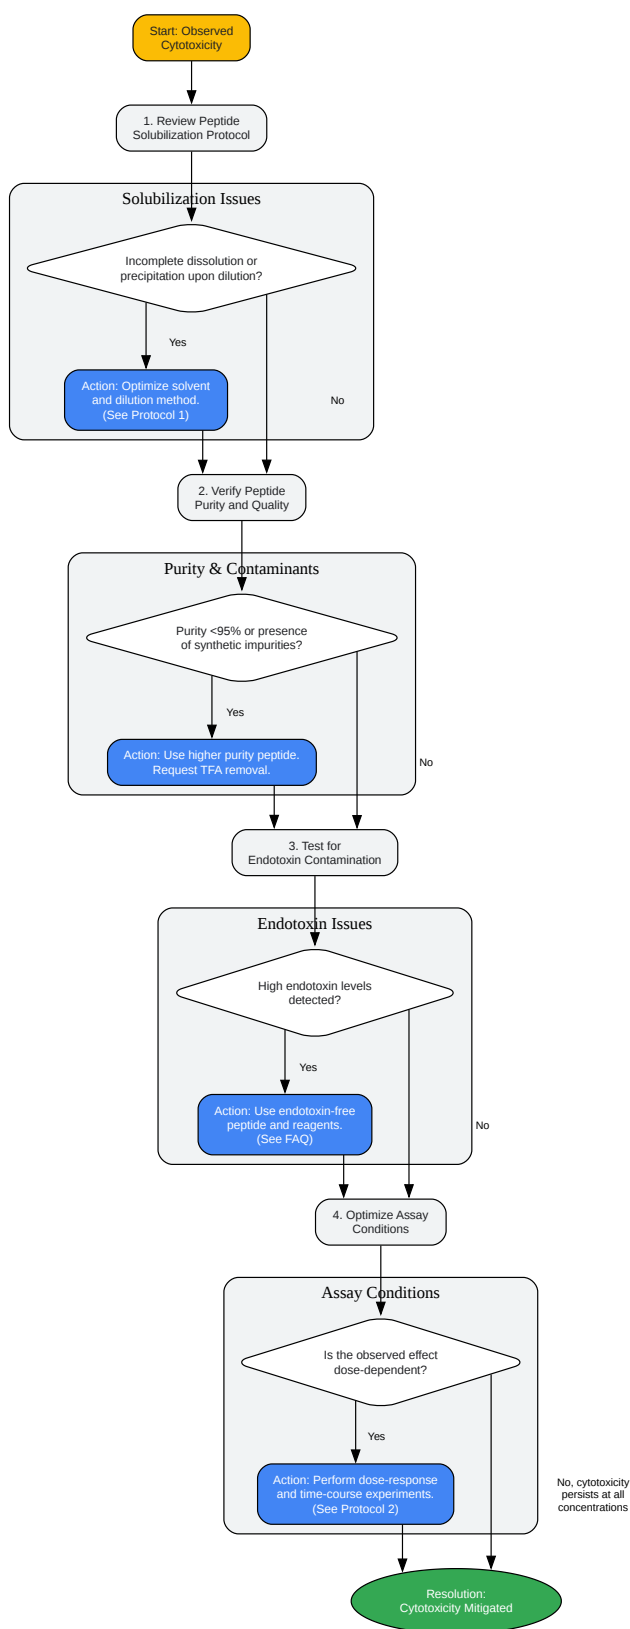 Start: Observed
Cytotoxicity
1. Review Peptide
Solubilization Protocol
Solubilization Issues
Incomplete dissolution or
precipitation upon dilution?
Yes
Action: Optimize solvent
and dilution method.
(See Protocol 1)
No
2. Verify Peptide
Purity and Quality
Purity & Contaminants
Purity <95% or presence
of synthetic impurities?
Yes
Action: Use higher purity peptide.
Request TFA removal.
No
3. Test for
Endotoxin Contamination
Endotoxin Issues
High endotoxin levels
detected?
Yes
Action: Use endotoxin-free
peptide and reagents.
(See FAQ)
No
4. Optimize Assay
Conditions
Assay Conditions
Is the observed effect
dose-dependent?
Yes
Action: Perform dose-response
and time-course experiments.
(See Protocol 2)
No, cytotoxicity
persists at all
concentrations
Resolution:
Cytotoxicity Mitigated